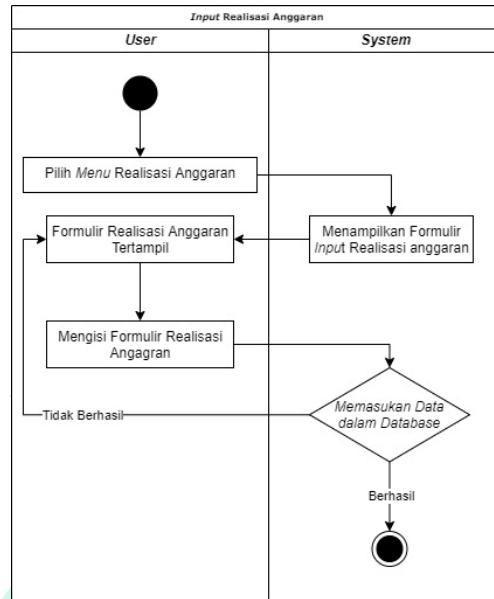 Input Realisasi Anggaran
User
System
Pilih Menu Realisasi Anggaran
Formulir Realisasi Anggaran
Tertampil
Menampilkan Formulir
Input Realisasi anggaran
Mengisi Formulir Realisasi
Angagran
Memasukan Data
dalam Database
Tidak Berhasil
Berhasil